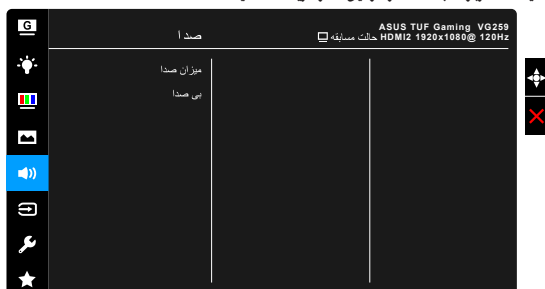 G
صدا
ASUS TUF Gaming VG259
حالت مسابقه HDMI2 1920x1080@ 120Hz
میزان صدا
بی صدا